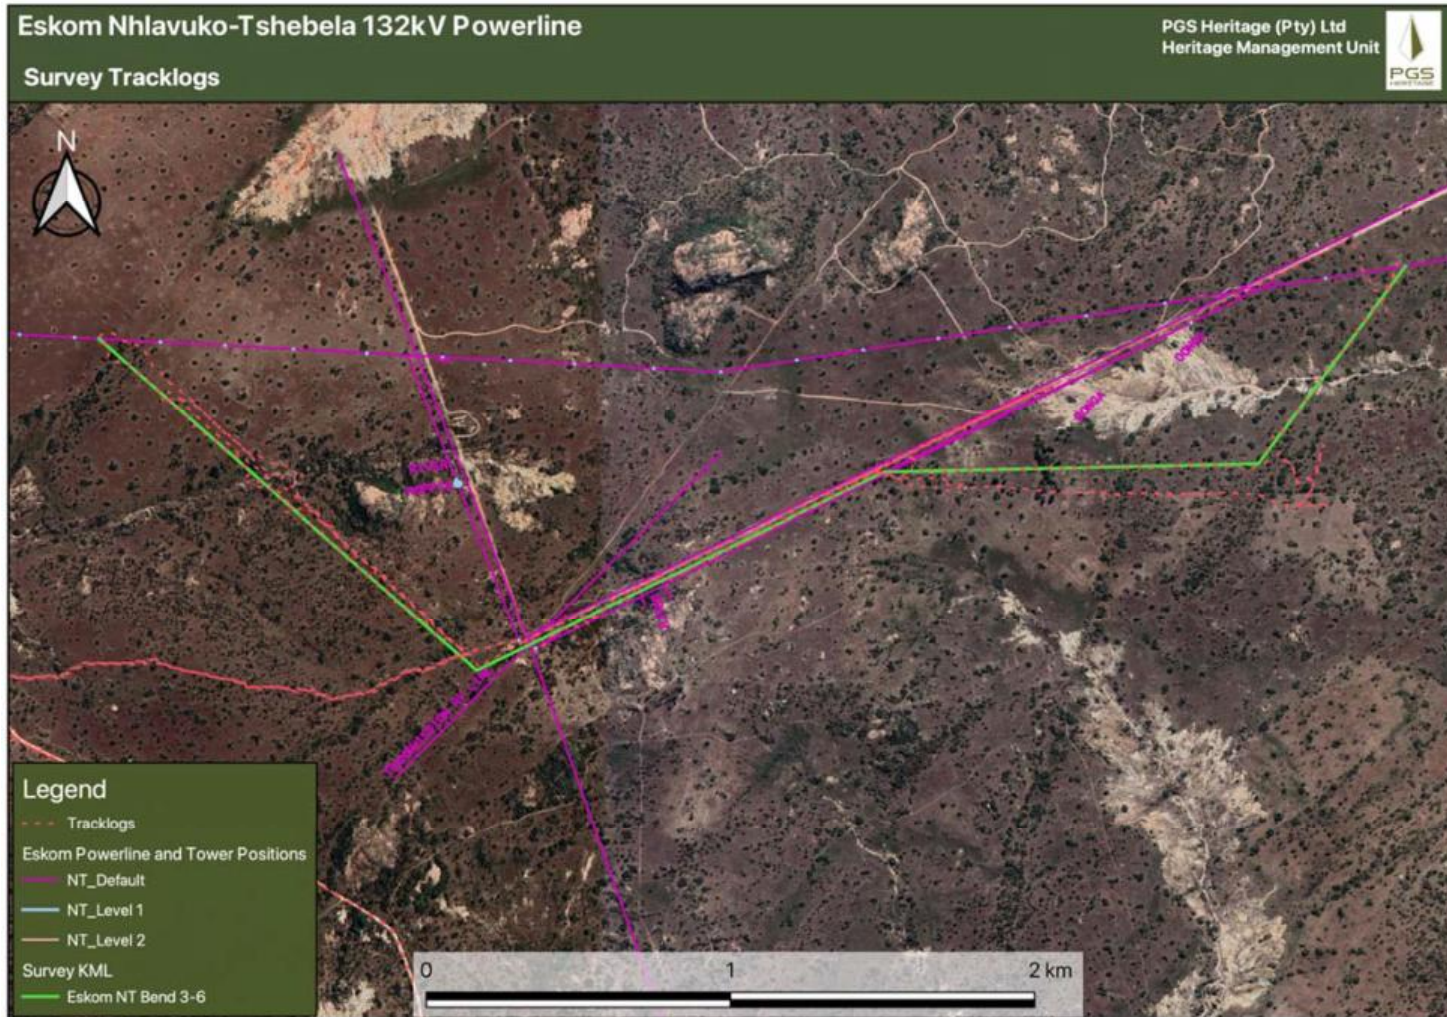 Eskom Nhlavuko-Tshebela 132kV Powerline
PGS Heritage (Pty) Ltd
Heritage Management Unit
PGS
HERITAGE
Survey Tracklogs
N
Legend
Tracklogs
Eskom Powerline and Tower Positions
NT_Default
NT_Level 1
NT_Level 2
Survey KML
Eskom NT Bend 3-6
0 1 2 km